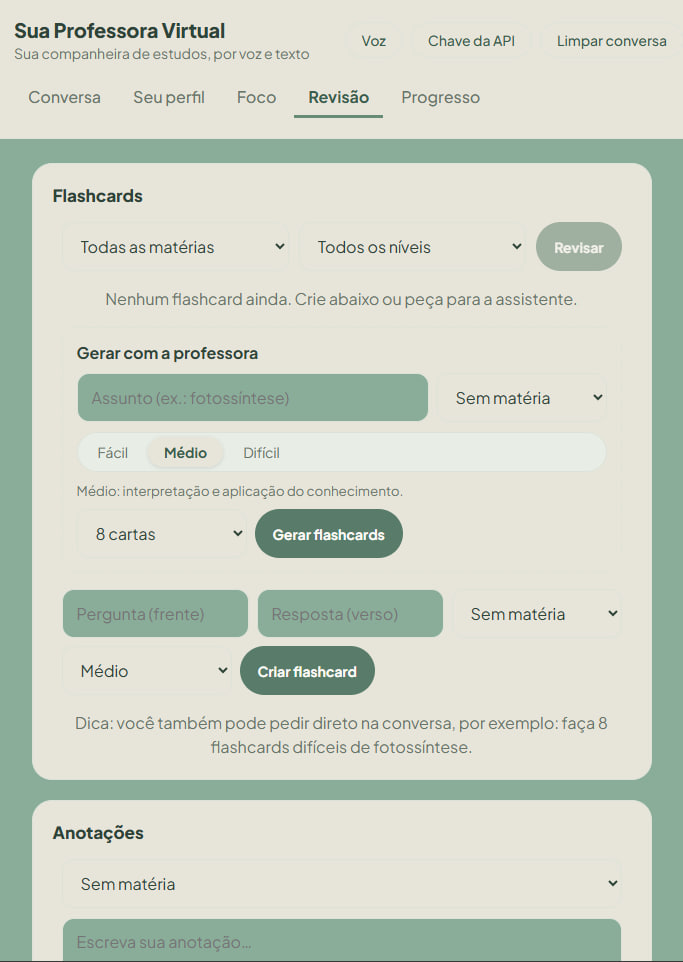 Sua Professora Virtual
Sua companheira de estudos, por voz e texto
Voz
Chave da API
Limpar conversa
Conversa
Seu perfil
Foco
Revisão
Progresso
Flashcards
Todas as matérias
Todos os níveis
Revisar
Nenhum flashcard ainda. Crie abaixo ou peça para a assistente.
Gerar com a professora
Assunto (ex.: fotossíntese)
Sem matéria
Fácil
Médio
Difícil
Médio: interpretação e aplicação do conhecimento.
8 cartas
Gerar flashcards
Pergunta (frente)
Resposta (verso)
Sem matéria
Médio
Criar flashcard
Dica: você também pode pedir direto na conversa, por exemplo: faça 8
flashcards difíceis de fotossíntese.
Anotações
Sem matéria
Escreva sua anotação...